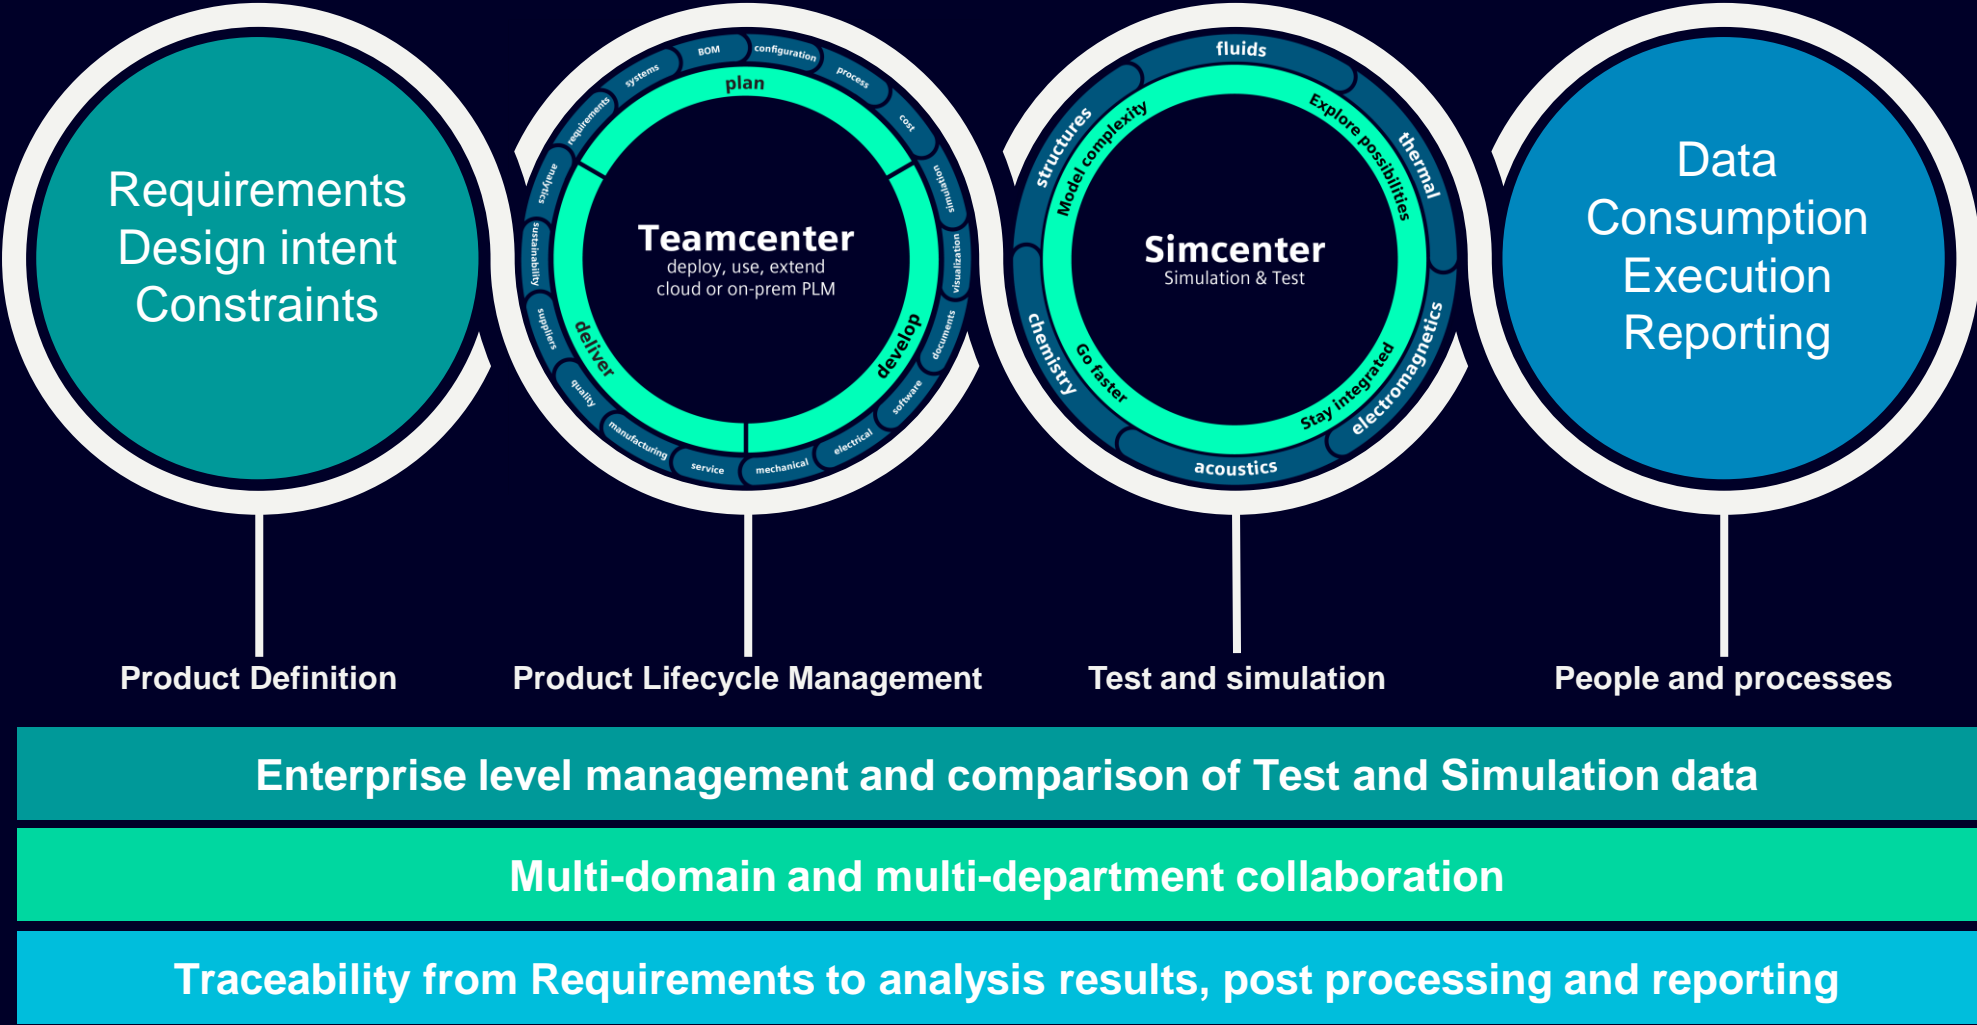 Requirements
Design intent
Constraints
plan
develop
deliver
BOM
configuration
process
cost
simulation
visualization
documents
software
electrical
mechanical
service
manufacturing
quality
suppliers
sustainability
analytics
requirements
systems
Teamcenter
deploy, use, extend
cloud or on-prem PLM
fluids
thermal
electromagnetics
acoustics
chemistry
structures
Model complexity
Explore possibilities
Stay integrated
Go faster
Simcenter
Simulation & Test
Data
Consumption
Execution
Reporting
Product Definition
Product Lifecycle Management
Test and simulation
People and processes
Enterprise level management and comparison of Test and Simulation data
Multi-domain and multi-department collaboration
Traceability from Requirements to analysis results, post processing and reporting